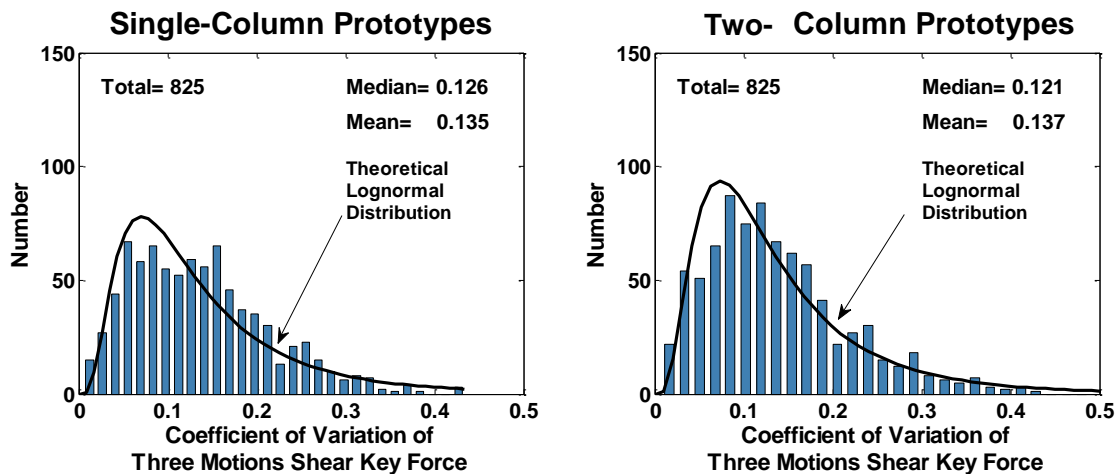 Single-Column Prototypes
150
100
50
0
Number
Total= 825
Median= 0.126
Mean= 0.135
Theoretical
Lognormal
Distribution
0 0.1 0.2 0.3 0.4 0.5
Coefficient of Variation of
Three Motions Shear Key Force
Two- Column Prototypes
150
100
50
0
Number
Total= 825
Median= 0.121
Mean= 0.137
Theoretical
Lognormal
Distribution
0 0.1 0.2 0.3 0.4 0.5
Coefficient of Variation of
Three Motions Shear Key Force